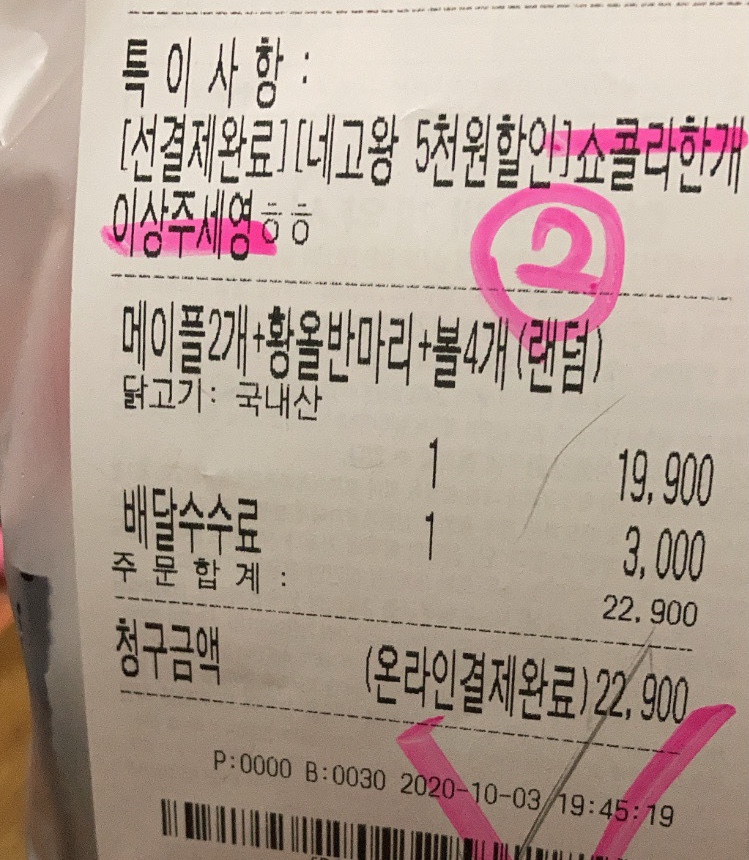 특이사항 :
[선결제완료][네고왕 5천원할인]쇼콜라한개
이상주세영ㅎㅎ
2
메이플2개+황올반마리+볼4개(랜덤)
닭고기: 국내산
1 19,900
배달수수료 1 3,000
주문합계 : 22,900
청구금액 (온라인결제완료)22,900
P:0000 B:0030 2020-10-03 19:45:19